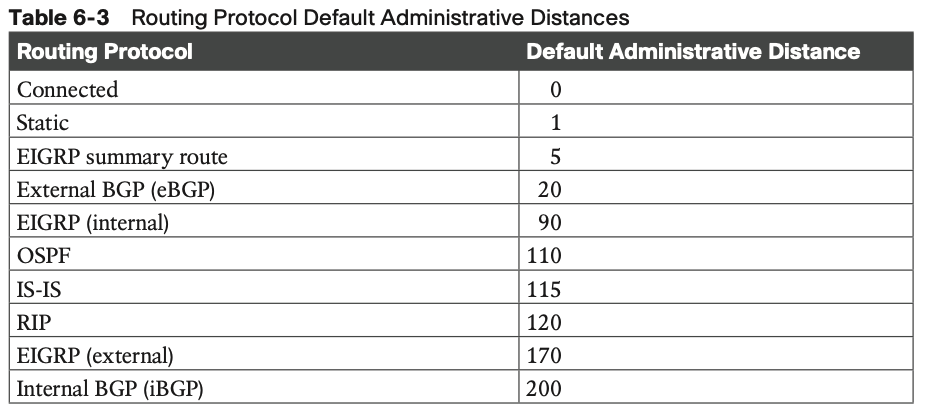 Table 6-3 Routing Protocol Default Administrative Distances
Routing Protocol Default Administrative Distance
Connected 0
Static 1
EIGRP summary route 5
External BGP (eBGP) 20
EIGRP (internal) 90
OSPF 110
IS-IS 115
RIP 120
EIGRP (external) 170
Internal BGP (iBGP) 200